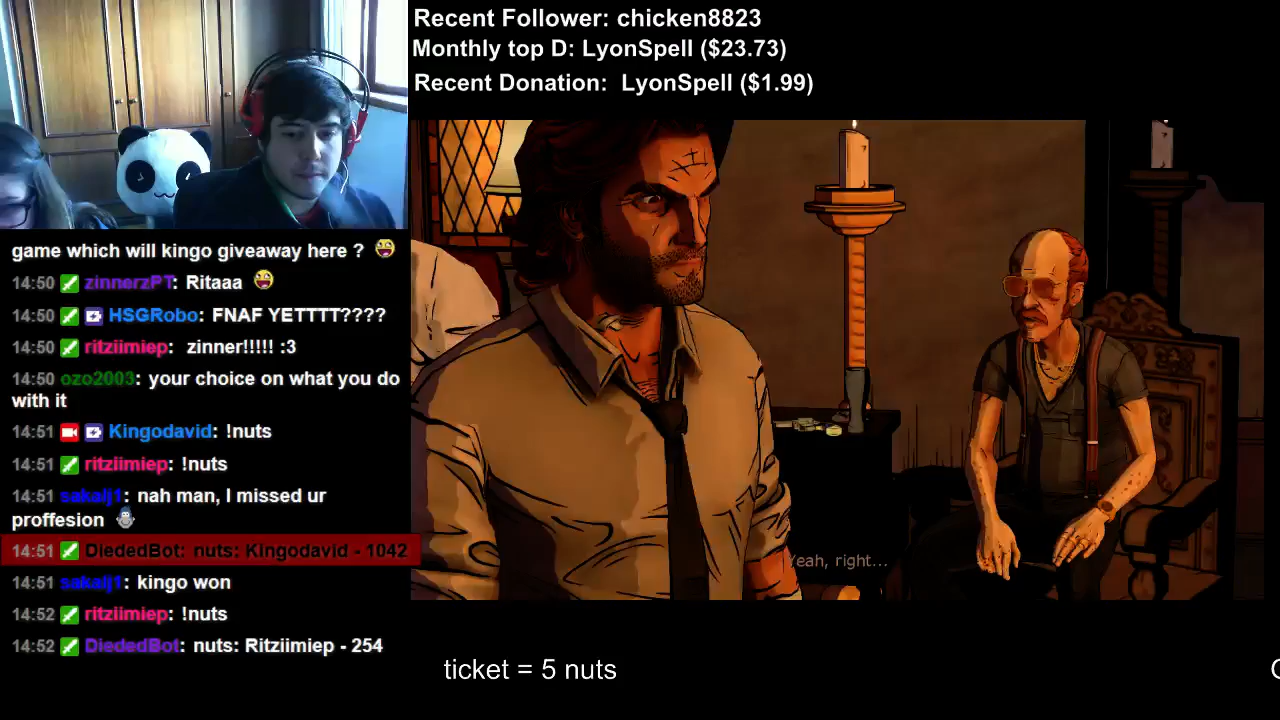 Recent Follower: chicken8823
Monthly top D: LyonSpell ($23.73)
Recent Donation: LyonSpell ($1.99)
game which will kingo giveaway here ?
14:50 zinnerzPT: Ritaaa
14:50 HSGRobo: FNAF YETTTT????
14:50 ritziimiep: zinner!!!!! :3
14:50 ozo2003: your choice on what you do
with it
14:51 Kingodavid: !nuts
14:51 ritziimiep: !nuts
14:51 sakalj1: nah man, I missed ur
proffesion
14:51 DiededBot: nuts: Kingodavid - 1042
14:51 sakalj1: kingo won
14:52 ritziimiep: !nuts
14:52 DiededBot: nuts: Ritziimiep - 254
Yeah, right...
ticket = 5 nuts